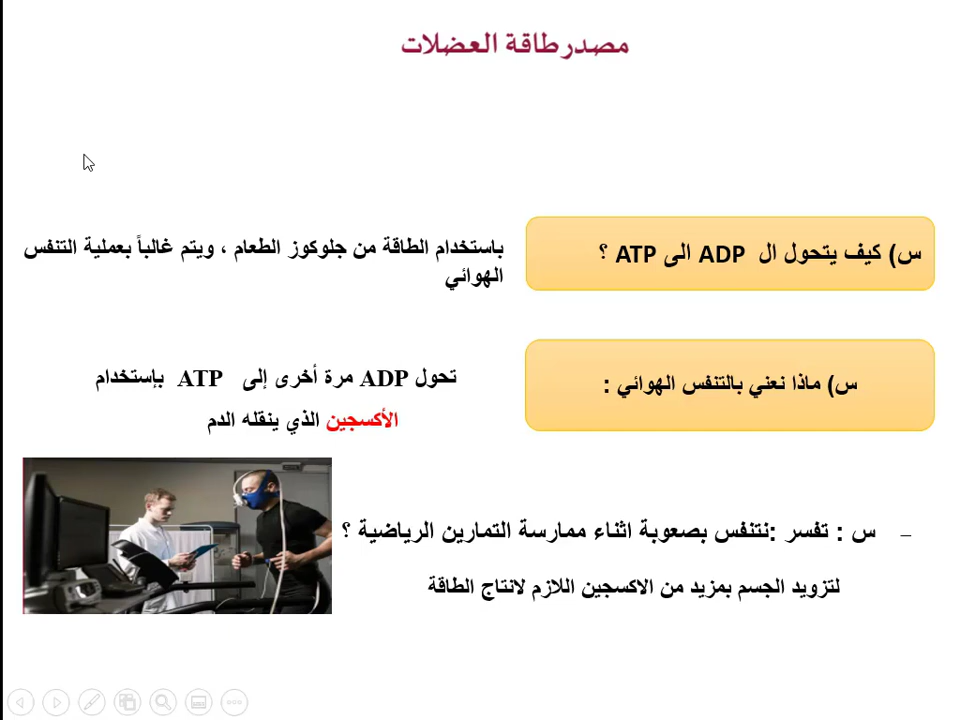 مصدر طاقة العضلات
س) كيف يتحول ال ADP الى ATP ؟
باستخدام الطاقة من جلوكوز الطعام ، ويتم غالباً بعملية التنفس
الهوائي
س) ماذا نعني بالتنفس الهوائي :
تحول ADP مرة أخرى إلى ATP بإستخدام
الأكسجين الذي ينقله الدم
– س : تفسر :نتنفس بصعوبة اثناء ممارسة التمارين الرياضية ؟
لتزويد الجسم بمزيد من الاكسجين اللازم لانتاج الطاقة